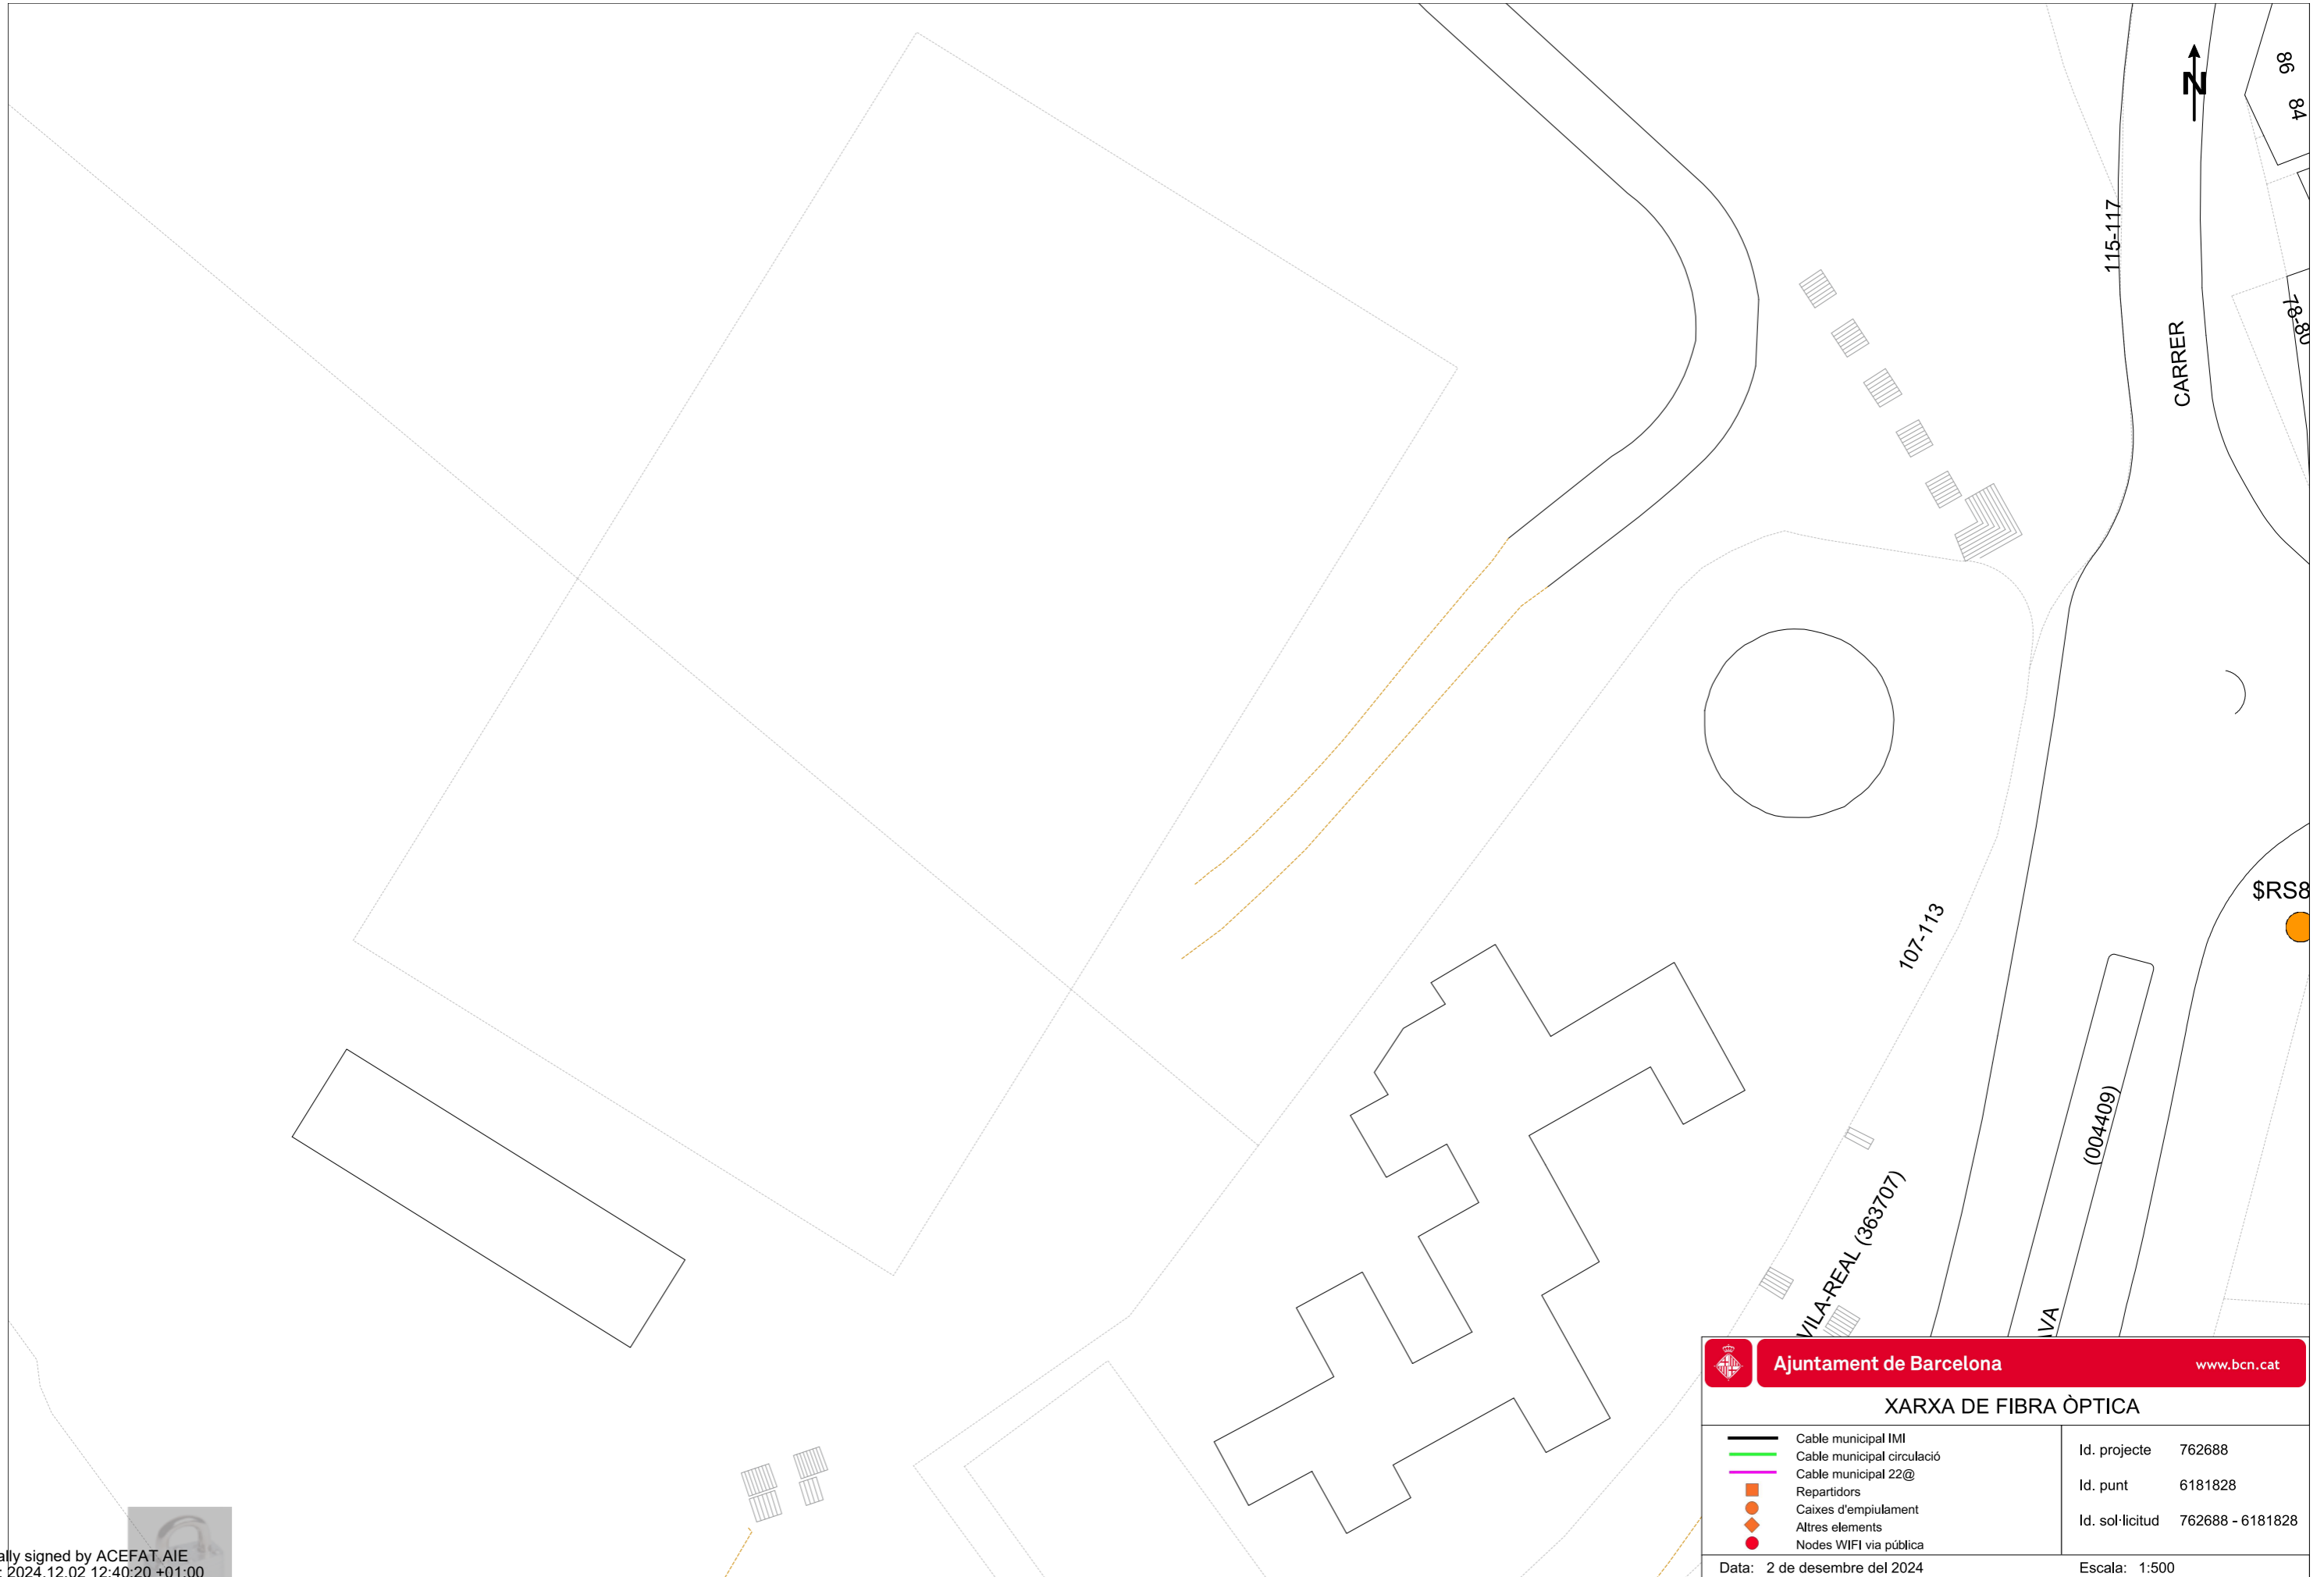 86
84
N
115-117
78-80
CARRER
$RS8
107-113
(004409)
VILA-REAL (363707)
Ajuntament de Barcelona
www.bcn.cat
XARXA DE FIBRA ÒPTICA
Cable municipal IMI
Cable municipal circulació
Cable municipal 22@
Repartidors
Caixes d'empiulament
Altres elements
Nodes WIFI via pública
Id. projecte 762688
Id. punt 6181828
Id. sol·licitud 762688 - 6181828
Data: 2 de desembre del 2024
Escala: 1:500
ally signed by ACEFAT AIE
: 2024.12.02 12:40:20 +01:00